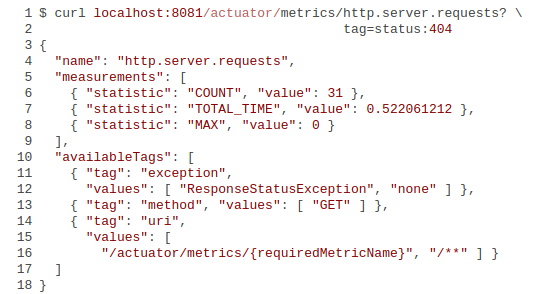 1 $ curl localhost:8081/actuator/metrics/http.server.requests? \
2                                       tag=status:404
3 {
4   "name": "http.server.requests",
5   "measurements": [
6     { "statistic": "COUNT", "value": 31 },
7     { "statistic": "TOTAL_TIME", "value": 0.522061212 },
8     { "statistic": "MAX", "value": 0 }
9   ],
10   "availableTags": [
11     { "tag": "exception",
12       "values": [ "ResponseStatusException", "none" ] },
13     { "tag": "method", "values": [ "GET" ] },
14     { "tag": "uri",
15       "values": [
16         "/actuator/metrics/{requiredMetricName}", "/**" ] }
17   ]
18 }